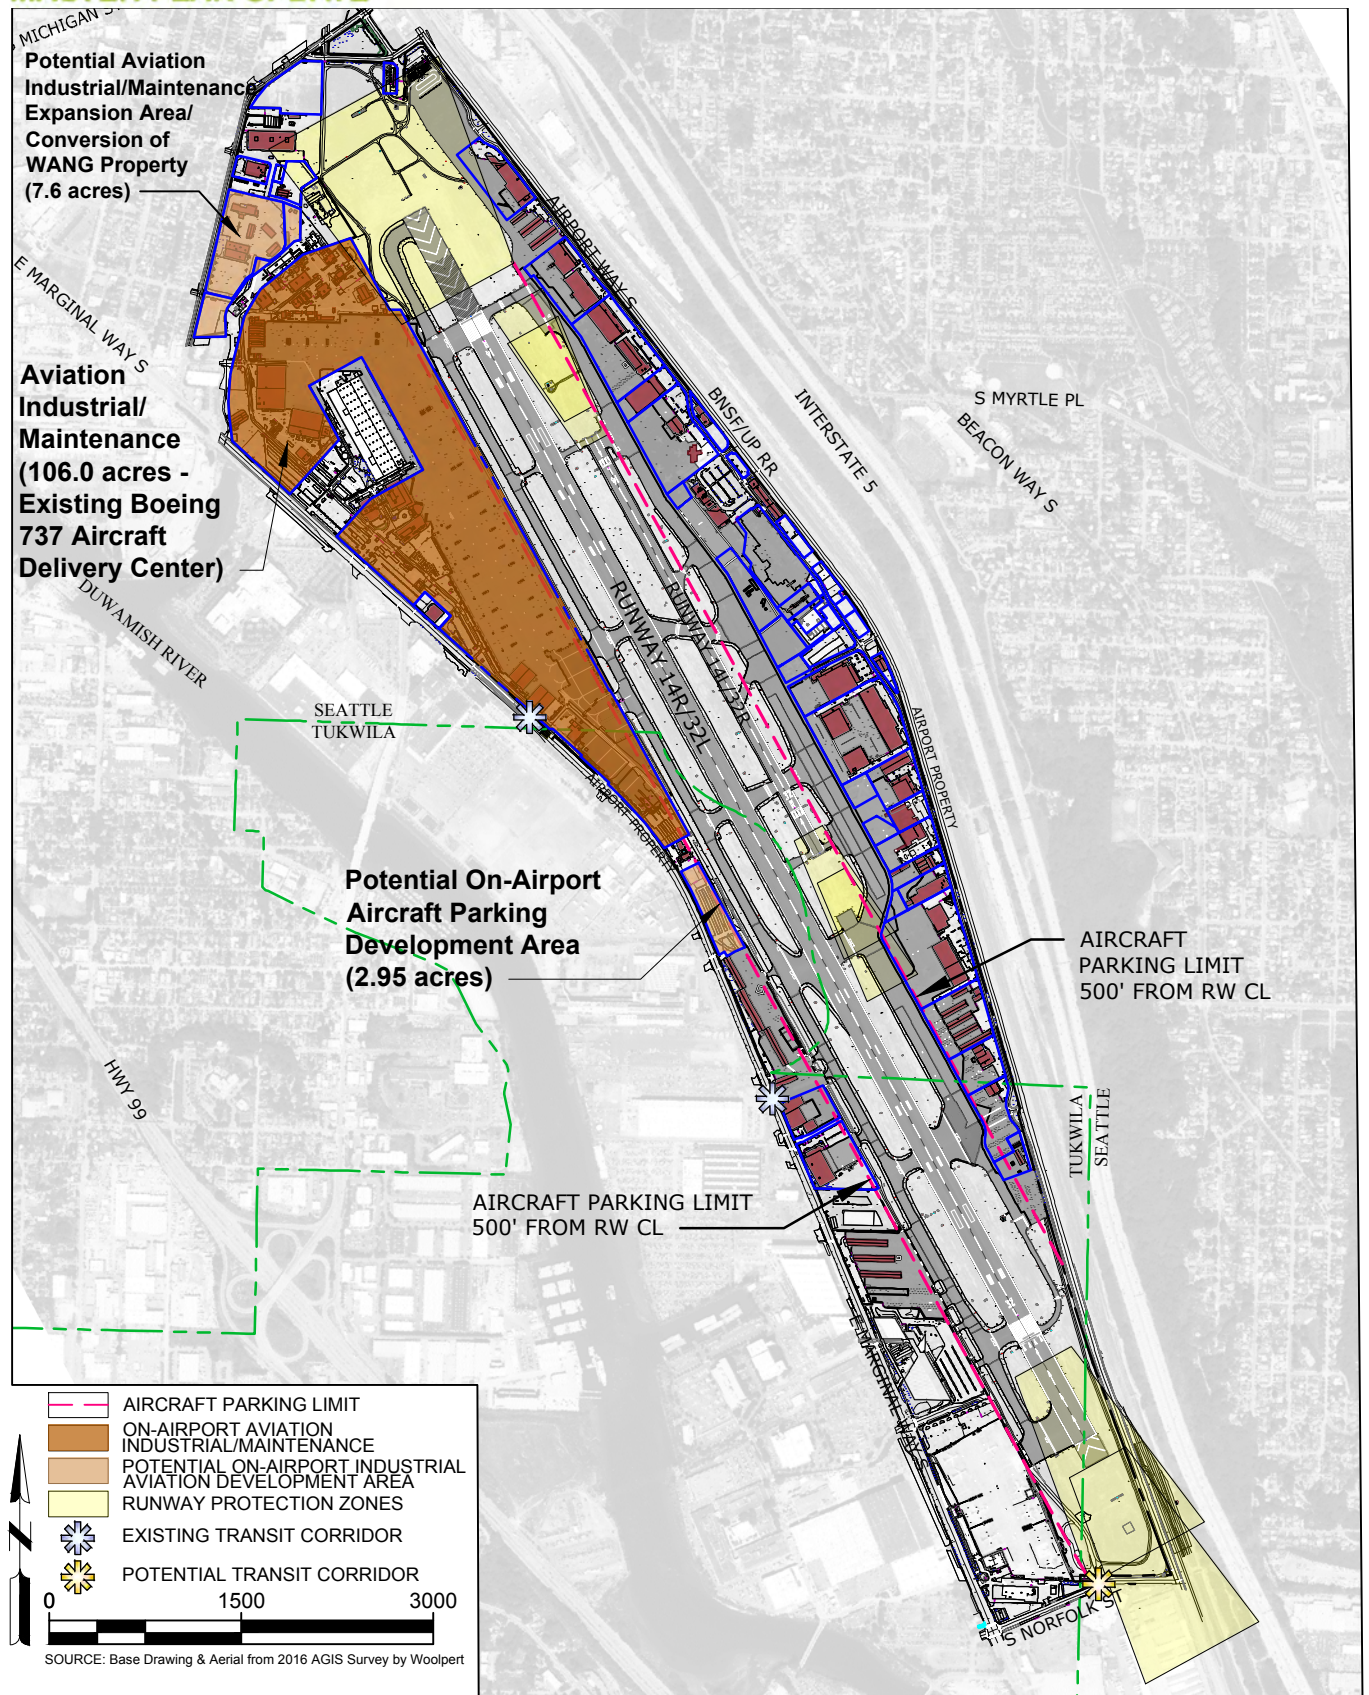 MASTER PLAN UPDATE
S MICHIGAN ST
Potential Aviation
Industrial/Maintenance
Expansion Area/
Conversion of
WANG Property
(7.6 acres)
E MARGINAL WAY S
Aviation
Industrial/
Maintenance
(106.0 acres -
Existing Boeing
737 Aircraft
Delivery Center)
DUWAMISH RIVER
AIRPORT WAY S
BNSF/UP RR
INTERSTATE 5
S MYRTLE PL
BEACON WAY S
RUNWAY 14R/32L
RUNWAY 14L/32R
SEATTLE
TUKWILA
AIRPORT PROPERTY
AIRPORT PROPERTY
Potential On-Airport
Aircraft Parking
Development Area
(2.95 acres)
AIRCRAFT
PARKING LIMIT
500' FROM RW CL
HWY 99
TUKWILA
SEATTLE
AIRCRAFT PARKING LIMIT
500' FROM RW CL
E MARGINAL WAY
S NORFOLK ST
AIRCRAFT PARKING LIMIT
ON-AIRPORT AVIATION
INDUSTRIAL/MAINTENANCE
POTENTIAL ON-AIRPORT INDUSTRIAL
AVIATION DEVELOPMENT AREA
RUNWAY PROTECTION ZONES
EXISTING TRANSIT CORRIDOR
POTENTIAL TRANSIT CORRIDOR
N
0 1500 3000
SOURCE: Base Drawing & Aerial from 2016 AGIS Survey by Woolpert